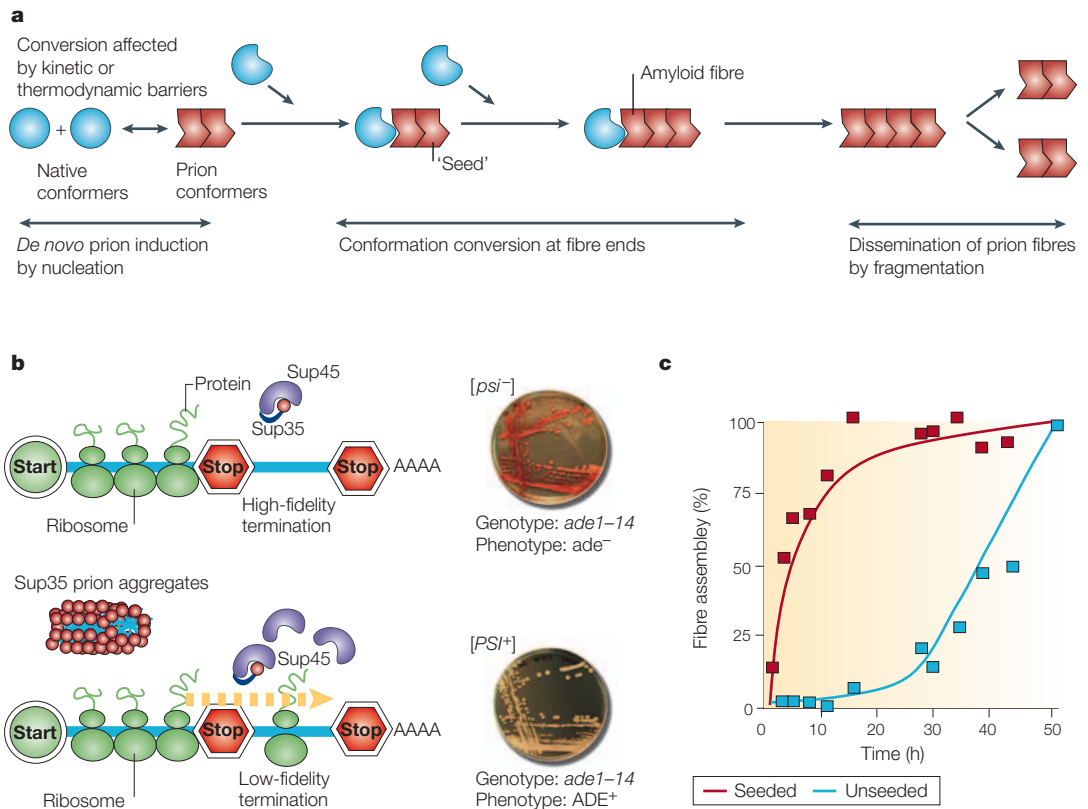 a
Conversion affected
by kinetic or
thermodynamic barriers
+
Native
conformers
Prion
conformers
'Seed'
Amyloid fibre
De novo prion induction
by nucleation
Conformation conversion at fibre ends
Dissemination of prion fibres
by fragmentation
b
Protein
Sup45
Sup35
Start
Stop
Stop
AAAA
Ribosome
High-fidelity
termination
[psi–]
Genotype: ade1–14
Phenotype: ade–
Sup35 prion aggregates
Sup45
Start
Stop
Stop
AAAA
Ribosome
Low-fidelity
termination
[PSI+]
Genotype: ade1–14
Phenotype: ADE+
c
Fibre assembley (%)
100
75
50
25
0
0 10 20 30 40 50
Time (h)
Seeded Unseeded